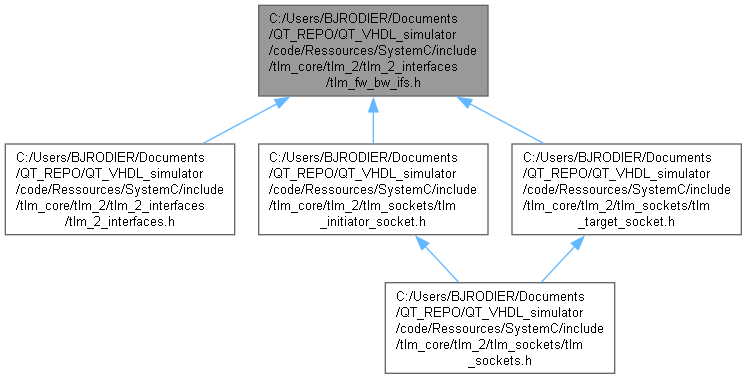 C:/Users/BJRODIER/Documents
/QT_REPO/QT_VHDL_simulator
/code/Ressources/SystemC/include
/tlm_core/tlm_2/tlm_2_interfaces
/tlm_fw_bw_ifs.h
C:/Users/BJRODIER/Documents
/QT_REPO/QT_VHDL_simulator
/code/Ressources/SystemC/include
/tlm_core/tlm_2/tlm_2_interfaces
/tlm_2_interfaces.h
C:/Users/BJRODIER/Documents
/QT_REPO/QT_VHDL_simulator
/code/Ressources/SystemC/include
/tlm_core/tlm_2/tlm_sockets/tlm
_initiator_socket.h
C:/Users/BJRODIER/Documents
/QT_REPO/QT_VHDL_simulator
/code/Ressources/SystemC/include
/tlm_core/tlm_2/tlm_sockets/tlm
_target_socket.h
C:/Users/BJRODIER/Documents
/QT_REPO/QT_VHDL_simulator
/code/Ressources/SystemC/include
/tlm_core/tlm_2/tlm_sockets/tlm
_sockets.h